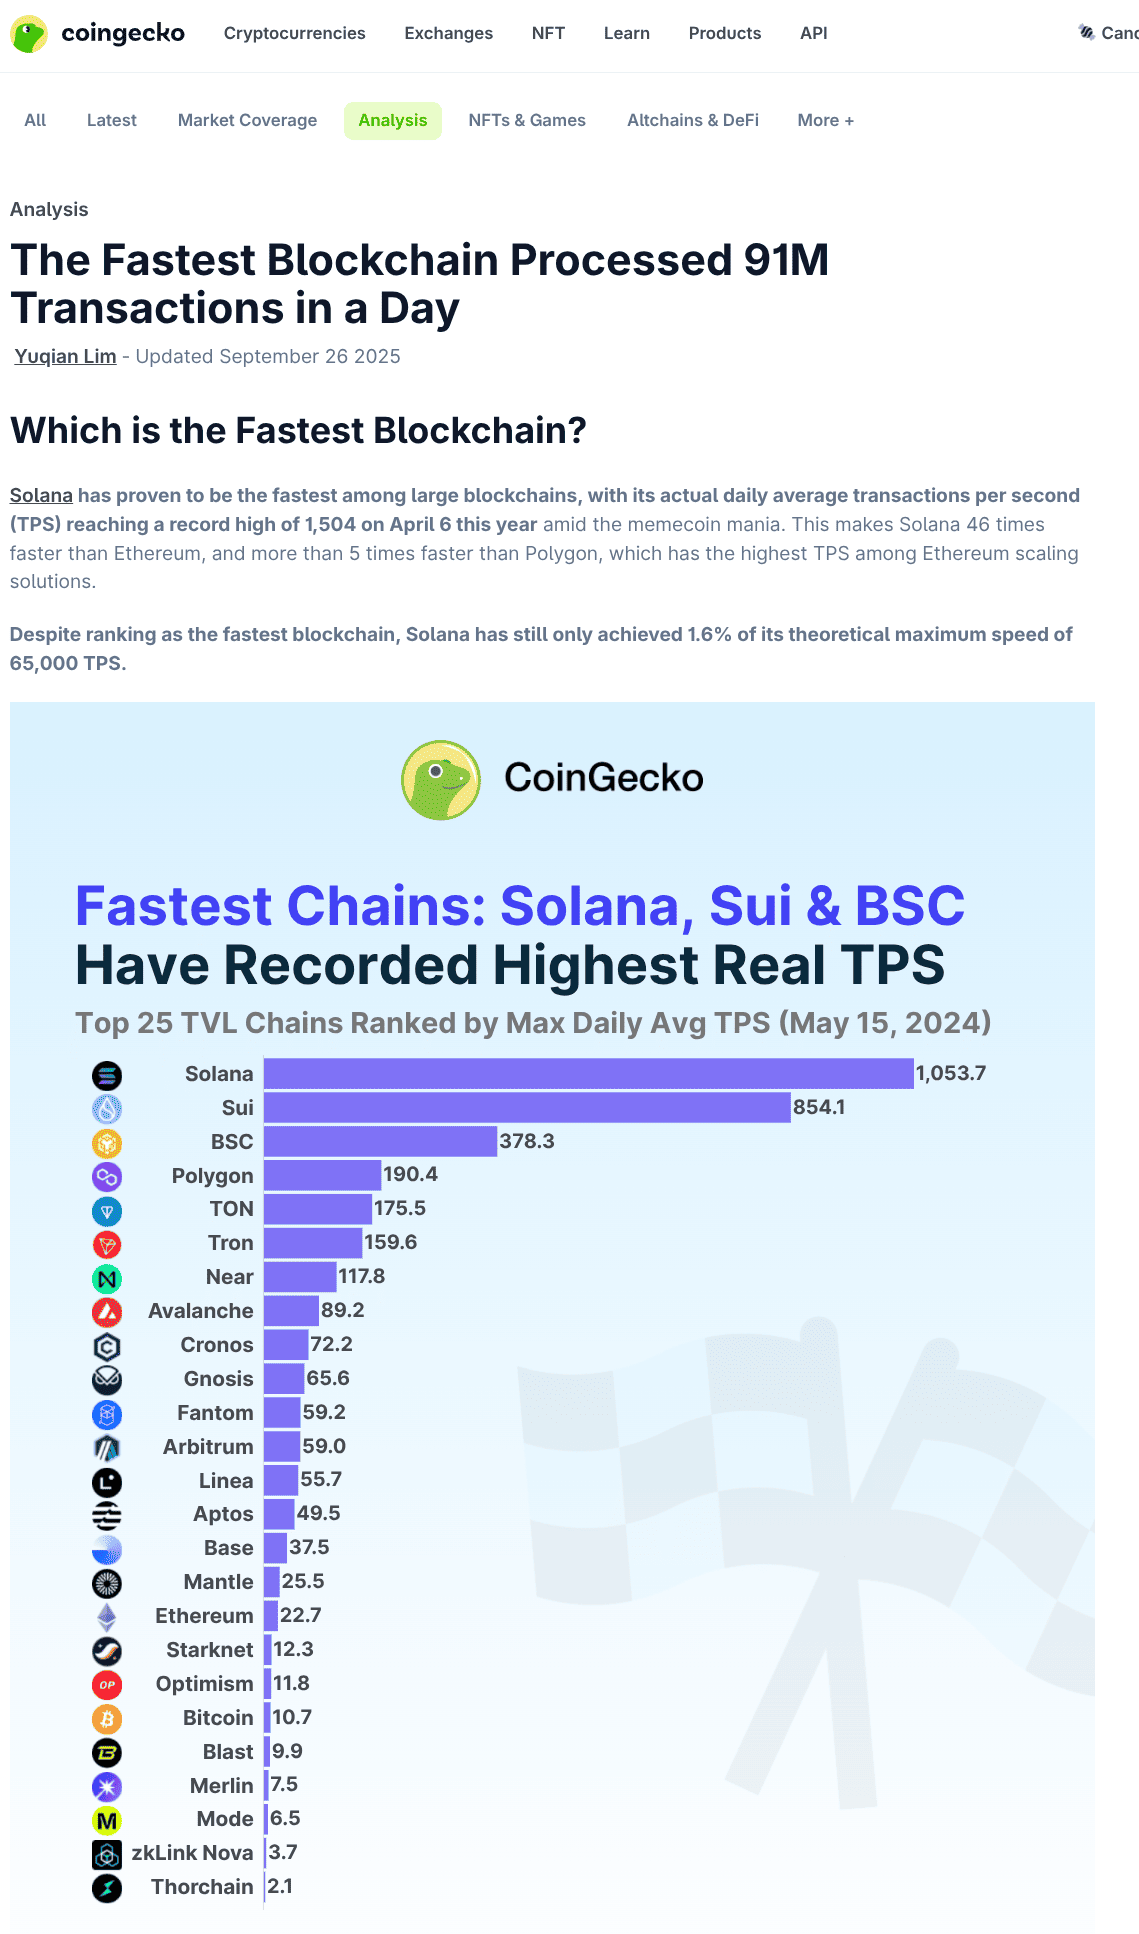 coingecko
Cryptocurrencies
Exchanges
NFT
Learn
Products
API
Canc
All
Latest
Market Coverage
Analysis
NFTs & Games
Altchains & DeFi
More +
Analysis
The Fastest Blockchain Processed 91M
Transactions in a Day
Yuqian Lim - Updated September 26 2025
Which is the Fastest Blockchain?
Solana has proven to be the fastest among large blockchains, with its actual daily average transactions per second
(TPS) reaching a record high of 1,504 on April 6 this year amid the memecoin mania. This makes Solana 46 times
faster than Ethereum, and more than 5 times faster than Polygon, which has the highest TPS among Ethereum scaling
solutions.
Despite ranking as the fastest blockchain, Solana has still only achieved 1.6% of its theoretical maximum speed of
65,000 TPS.
CoinGecko
Fastest Chains: Solana, Sui & BSC
Have Recorded Highest Real TPS
Top 25 TVL Chains Ranked by Max Daily Avg TPS (May 15, 2024)
Solana 1,053.7
Sui 854.1
BSC 378.3
Polygon 190.4
TON 175.5
Tron 159.6
Near 117.8
Avalanche 89.2
Cronos 72.2
Gnosis 65.6
Fantom 59.2
Arbitrum 59.0
Linea 55.7
Aptos 49.5
Base 37.5
Mantle 25.5
Ethereum 22.7
Starknet 12.3
OP Optimism 11.8
Bitcoin 10.7
Blast 9.9
Merlin 7.5
M Mode 6.5
zkLink Nova 3.7
Thorchain 2.1